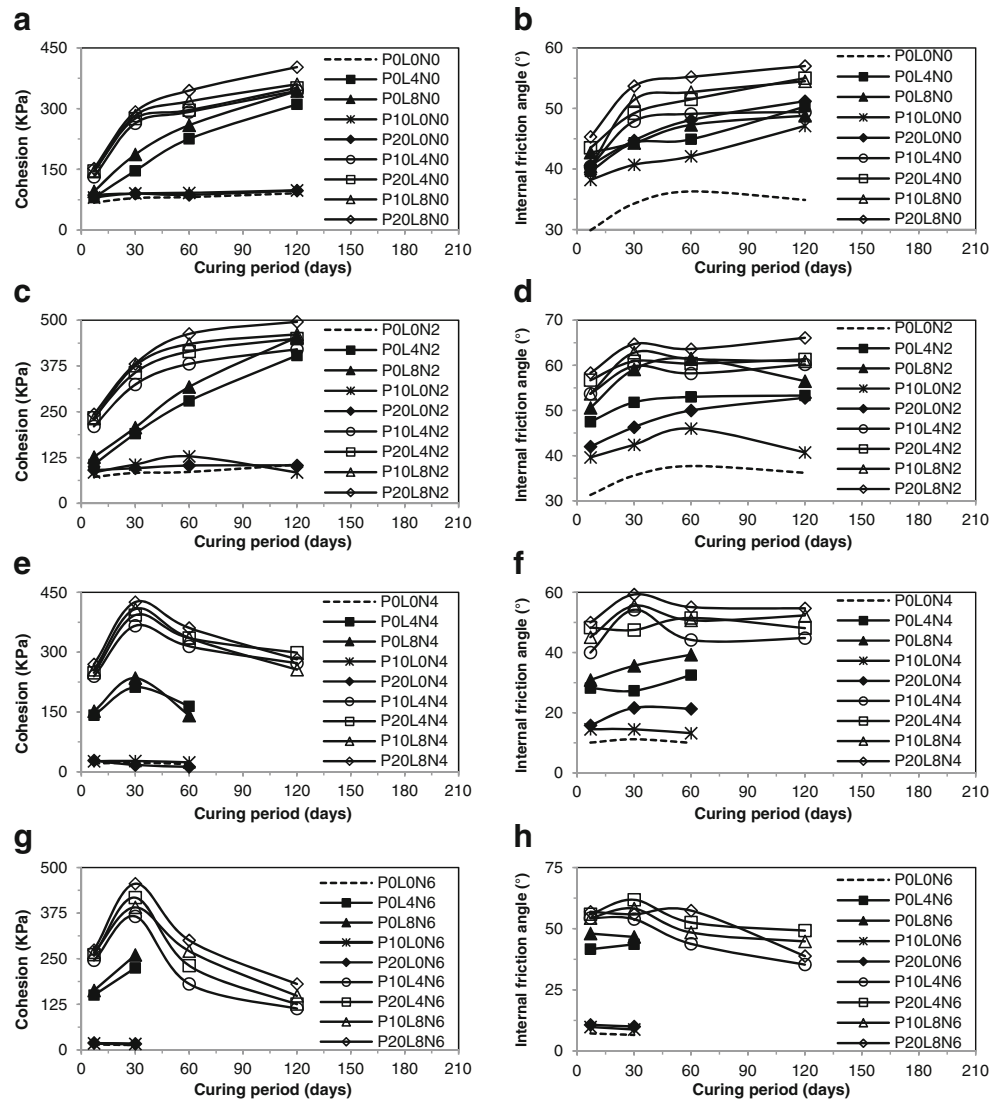 a
Cohesion (KPa)
450
300
150
0
0 30 60 90 120 150 180 210
Curing period (days)
P0L0N0
P0L4N0
P0L8N0
P10L0N0
P20L0N0
P10L4N0
P20L4N0
P10L8N0
P20L8N0
b
Internal friction angle (°)
60
50
40
30
0 30 60 90 120 150 180 210
Curing period (days)
P0L0N0
P0L4N0
P0L8N0
P10L0N0
P20L0N0
P10L4N0
P20L4N0
P10L8N0
P20L8N0
c
Cohesion (KPa)
500
375
250
125
0
0 30 60 90 120 150 180 210
Curing period (days)
P0L0N2
P0L4N2
P0L8N2
P10L0N2
P20L0N2
P10L4N2
P20L4N2
P10L8N2
P20L8N2
d
Internal friction angle (°)
70
60
50
40
30
0 30 60 90 120 150 180 210
Curing period (days)
P0L0N2
P0L4N2
P0L8N2
P10L0N2
P20L0N2
P10L4N2
P20L4N2
P10L8N2
P20L8N2
e
Cohesion (KPa)
450
300
150
0
0 30 60 90 120 150 180 210
Curing period (days)
P0L0N4
P0L4N4
P0L8N4
P10L0N4
P20L0N4
P10L4N4
P20L4N4
P10L8N4
P20L8N4
f
Internal friction angle (°)
60
50
40
30
20
10
0
0 30 60 90 120 150 180 210
Curing period (days)
P0L0N4
P0L4N4
P0L8N4
P10L0N4
P20L0N4
P10L4N4
P20L4N4
P10L8N4
P20L8N4
g
Cohesion (KPa)
500
375
250
125
0
0 30 60 90 120 150 180 210
Curing period (days)
P0L0N6
P0L4N6
P0L8N6
P10L0N6
P20L0N6
P10L4N6
P20L4N6
P10L8N6
P20L8N6
h
Internal friction angle (°)
75
50
25
0
0 30 60 90 120 150 180 210
Curing period (days)
P0L0N6
P0L4N6
P0L8N6
P10L0N6
P20L0N6
P10L4N6
P20L4N6
P10L8N6
P20L8N6